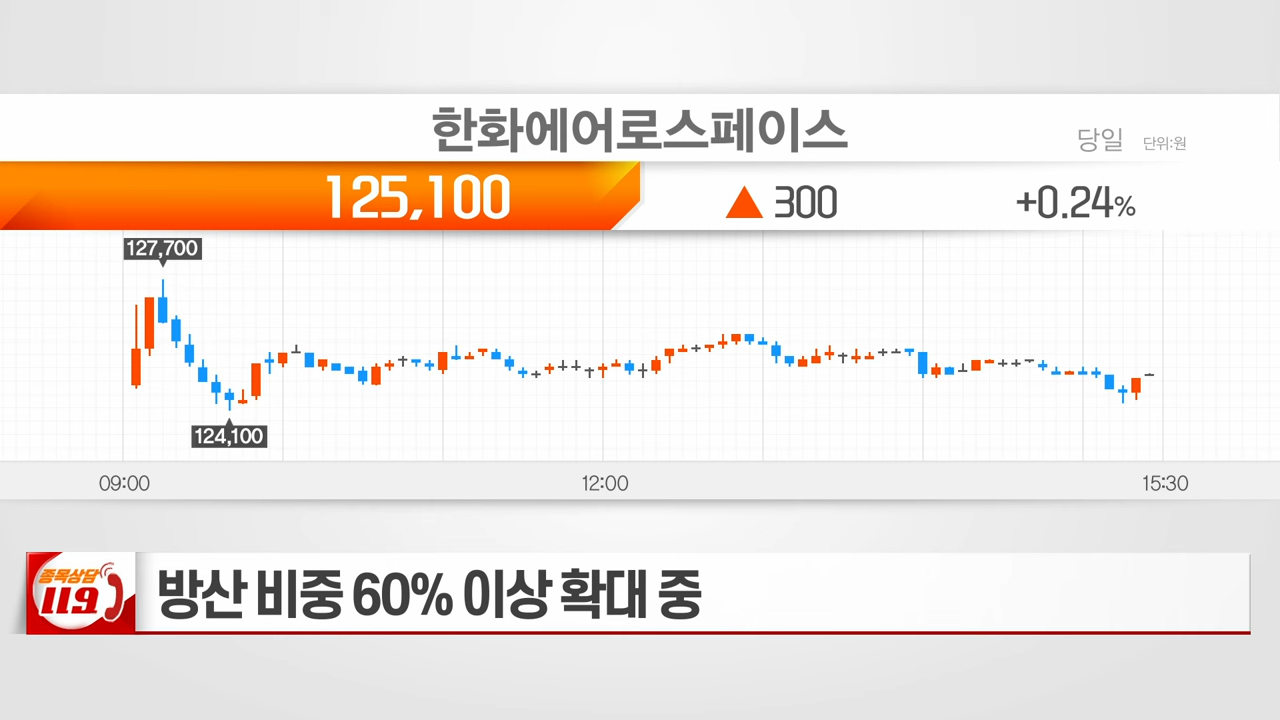 한화에어로스페이스
당일 단위:원
125,100 ▲ 300 +0.24%
127,700
124,100
09:00 12:00 15:30
종목상담
119
방산 비중 60% 이상 확대 중